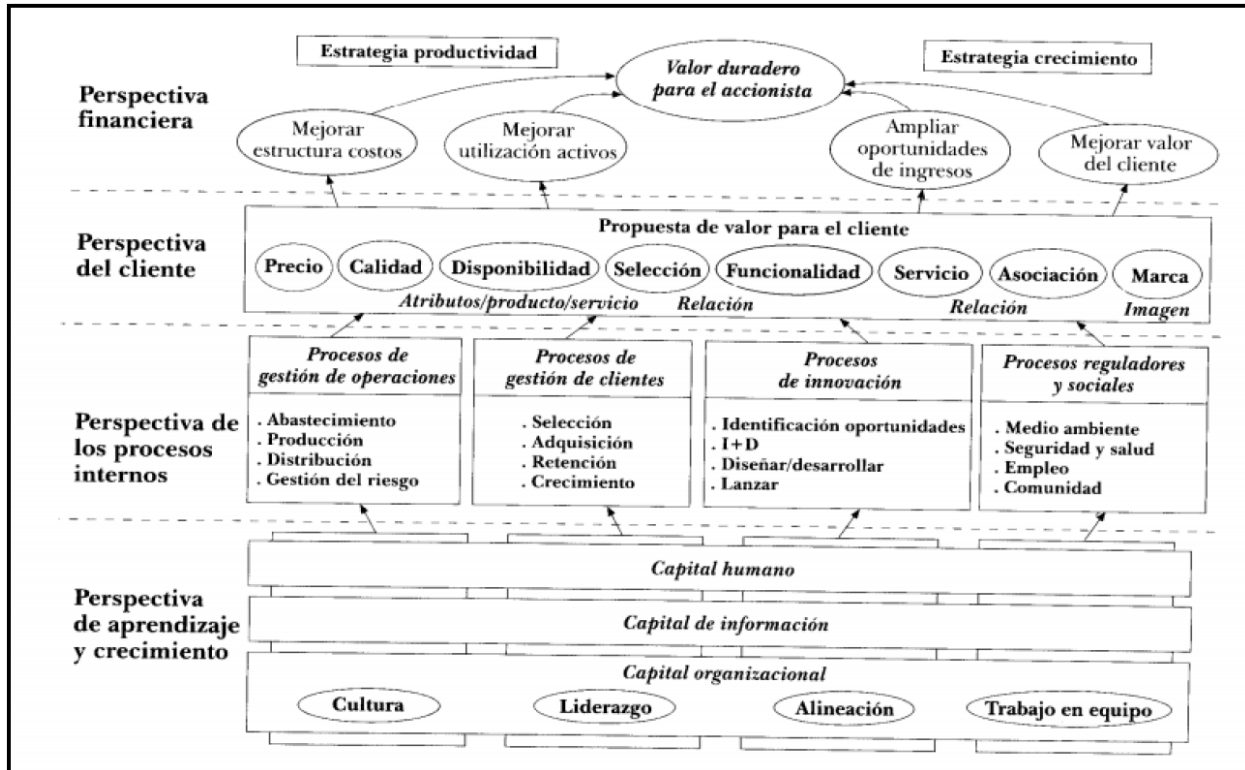 Estrategia productividad
Estrategia crecimiento
Valor duradero
para el accionista
Perspectiva
financiera
Mejorar
estructura costos
Mejorar
utilización activos
Ampliar
oportunidades
de ingresos
Mejorar valor
del cliente
Perspectiva
del cliente
Propuesta de valor para el cliente
Precio
Calidad
Disponibilidad
Selección
Funcionalidad
Servicio
Asociación
Marca
Atributos/producto/servicio
Relación
Relación
Imagen
Perspectiva de
los procesos
internos
Procesos de
gestión de operaciones
. Abastecimiento
. Producción
. Distribución
. Gestión del riesgo
Procesos de
gestión de clientes
. Selección
. Adquisición
. Retención
. Crecimiento
Procesos
de innovación
. Identificación oportunidades
. I+D
. Diseñar/desarrollar
. Lanzar
Procesos reguladores
y sociales
. Medio ambiente
. Seguridad y salud
. Empleo
. Comunidad
Perspectiva
de aprendizaje
y crecimiento
Capital humano
Capital de información
Capital organizacional
Cultura
Liderazgo
Alineación
Trabajo en equipo